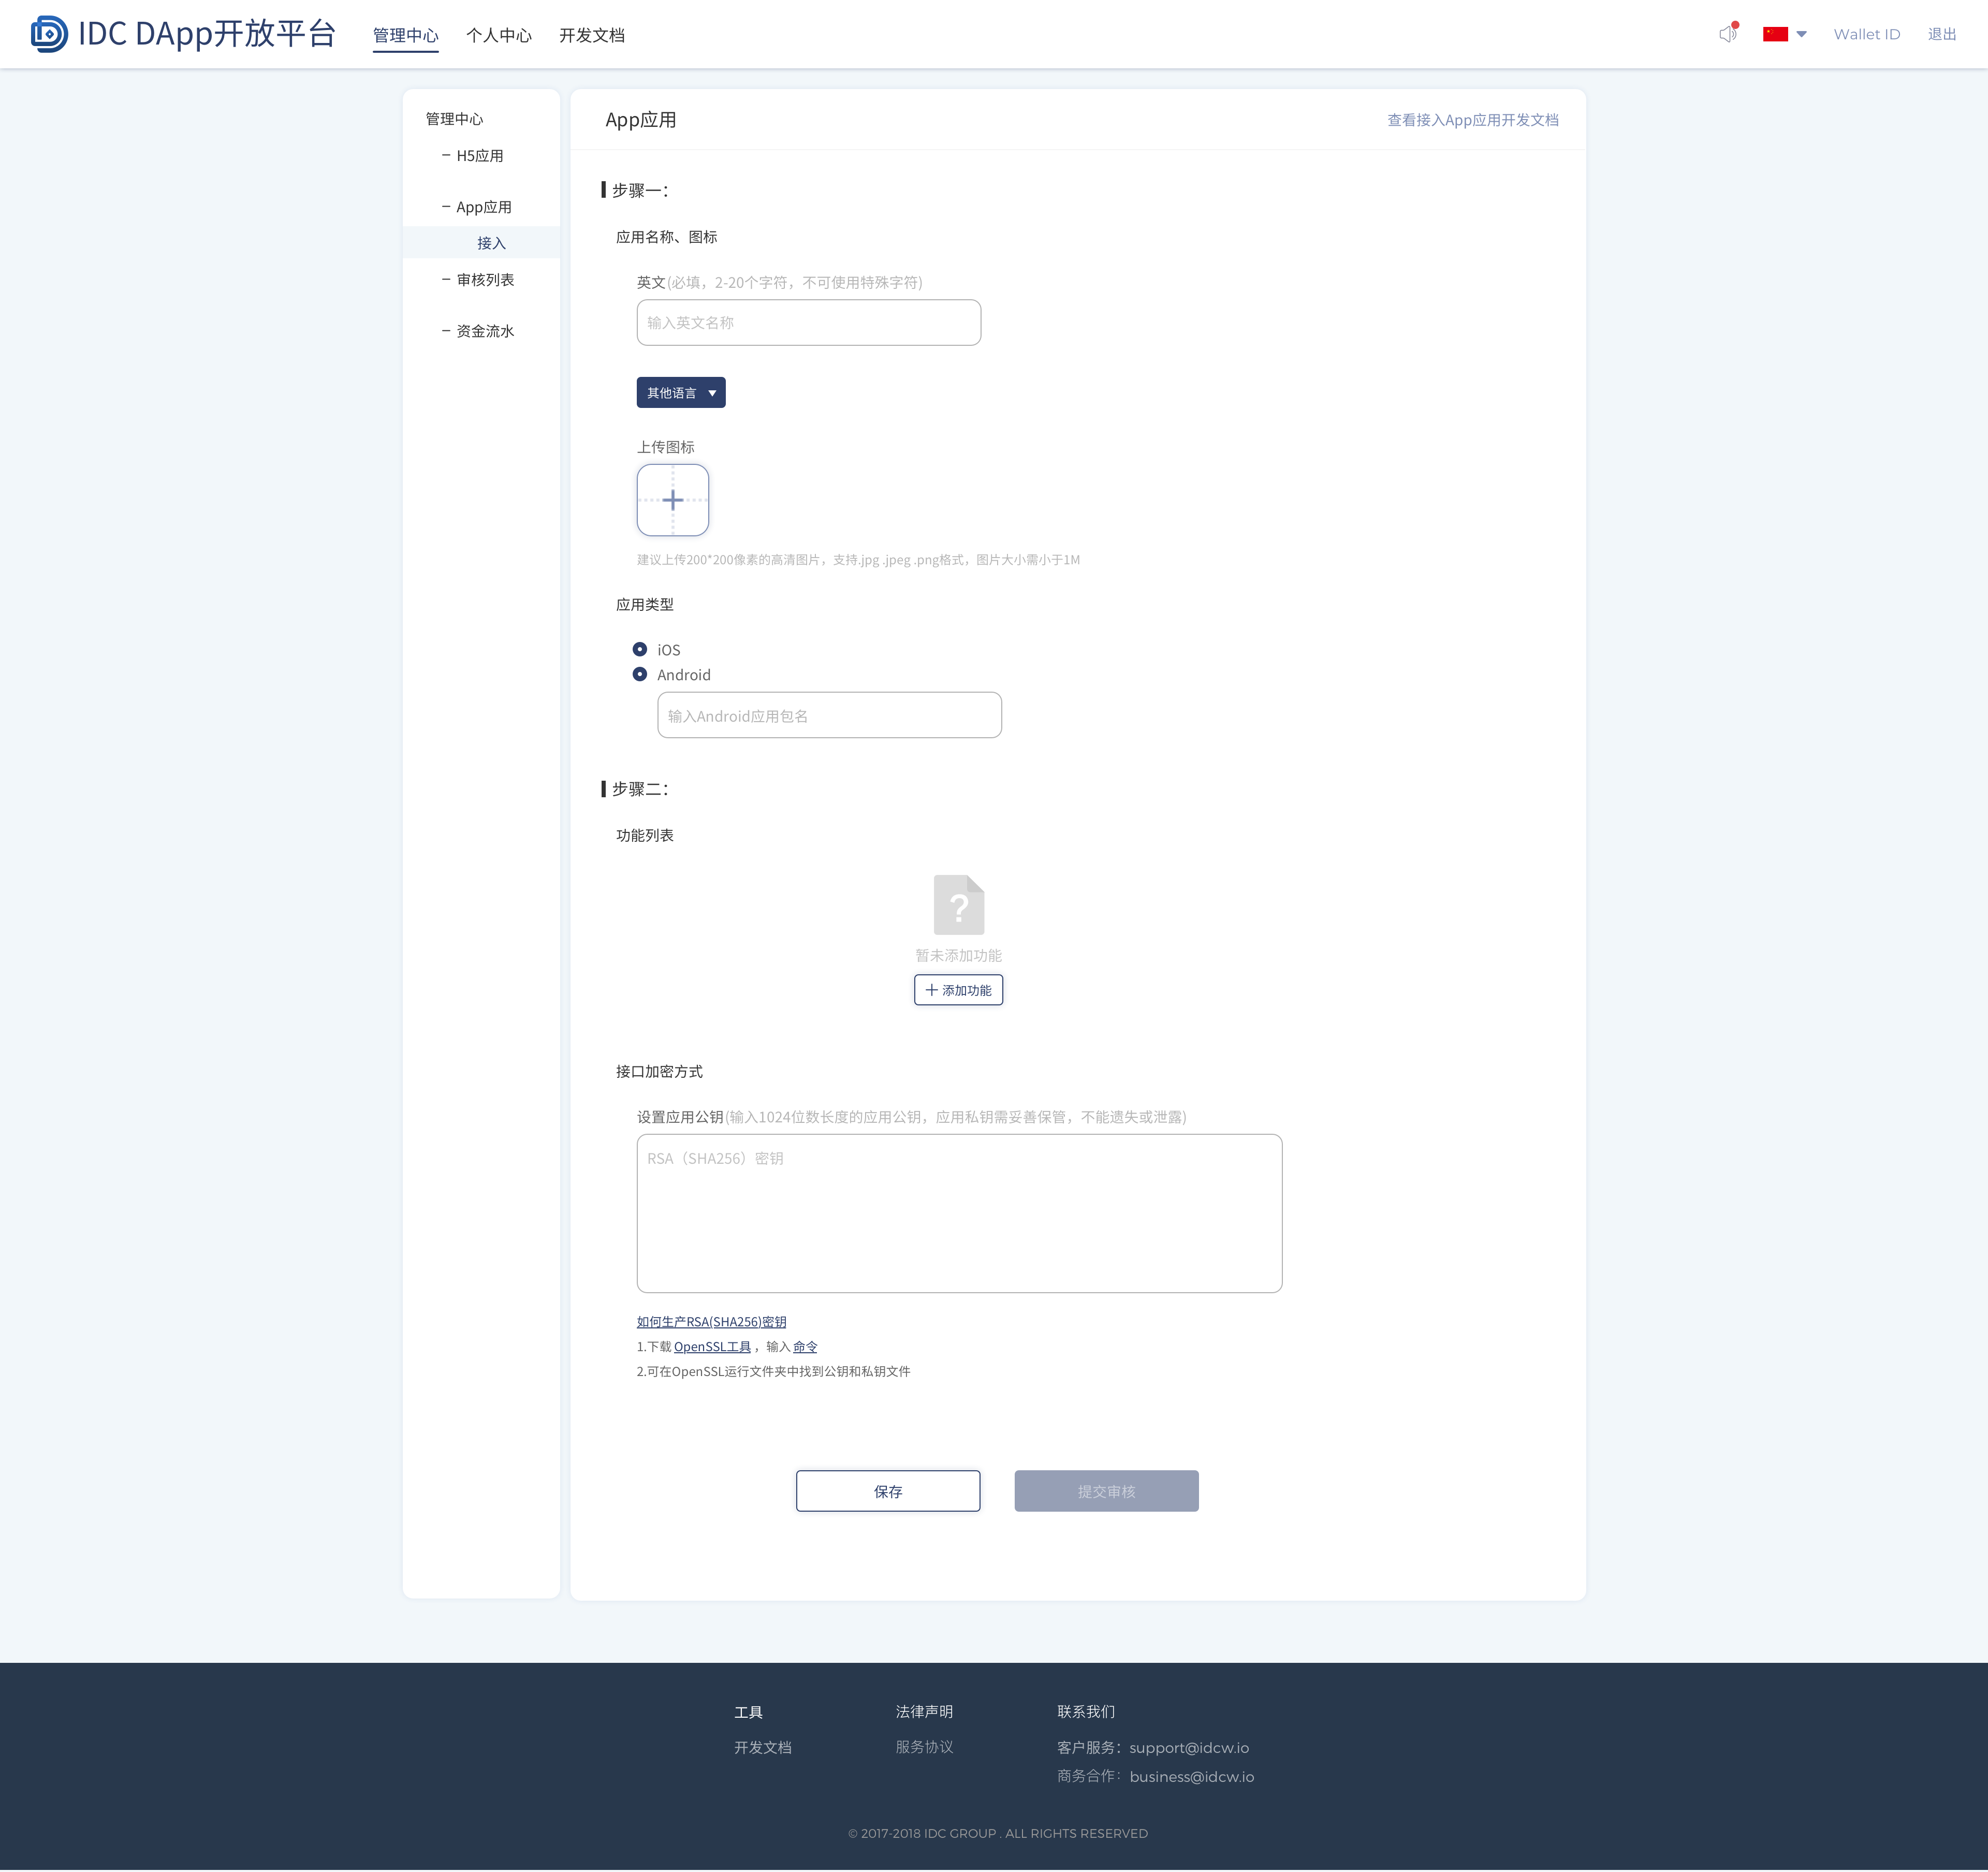 IDC DApp开放平台
管理中心 个人中心 开发文档
Wallet ID 退出
管理中心
– H5应用
– App应用
接入
– 审核列表
– 资金流水
App应用
查看接入App应用开发文档
步骤一：
应用名称、图标
英文(必填，2-20个字符，不可使用特殊字符)
输入英文名称
其他语言
上传图标
建议上传200*200像素的高清图片，支持.jpg .jpeg .png格式，图片大小需小于1M
应用类型
iOS
Android
输入Android应用包名
步骤二：
功能列表
?
暂未添加功能
添加功能
接口加密方式
设置应用公钥(输入1024位数长度的应用公钥，应用私钥需妥善保管，不能遗失或泄露)
RSA（SHA256）密钥
如何生产RSA(SHA256)密钥
1.下载 OpenSSL工具 ，输入 命令
2.可在OpenSSL运行文件夹中找到公钥和私钥文件
保存
提交审核
工具
开发文档
法律声明
服务协议
联系我们
客户服务：support@idcw.io
商务合作：business@idcw.io
© 2017-2018 IDC GROUP . ALL RIGHTS RESERVED